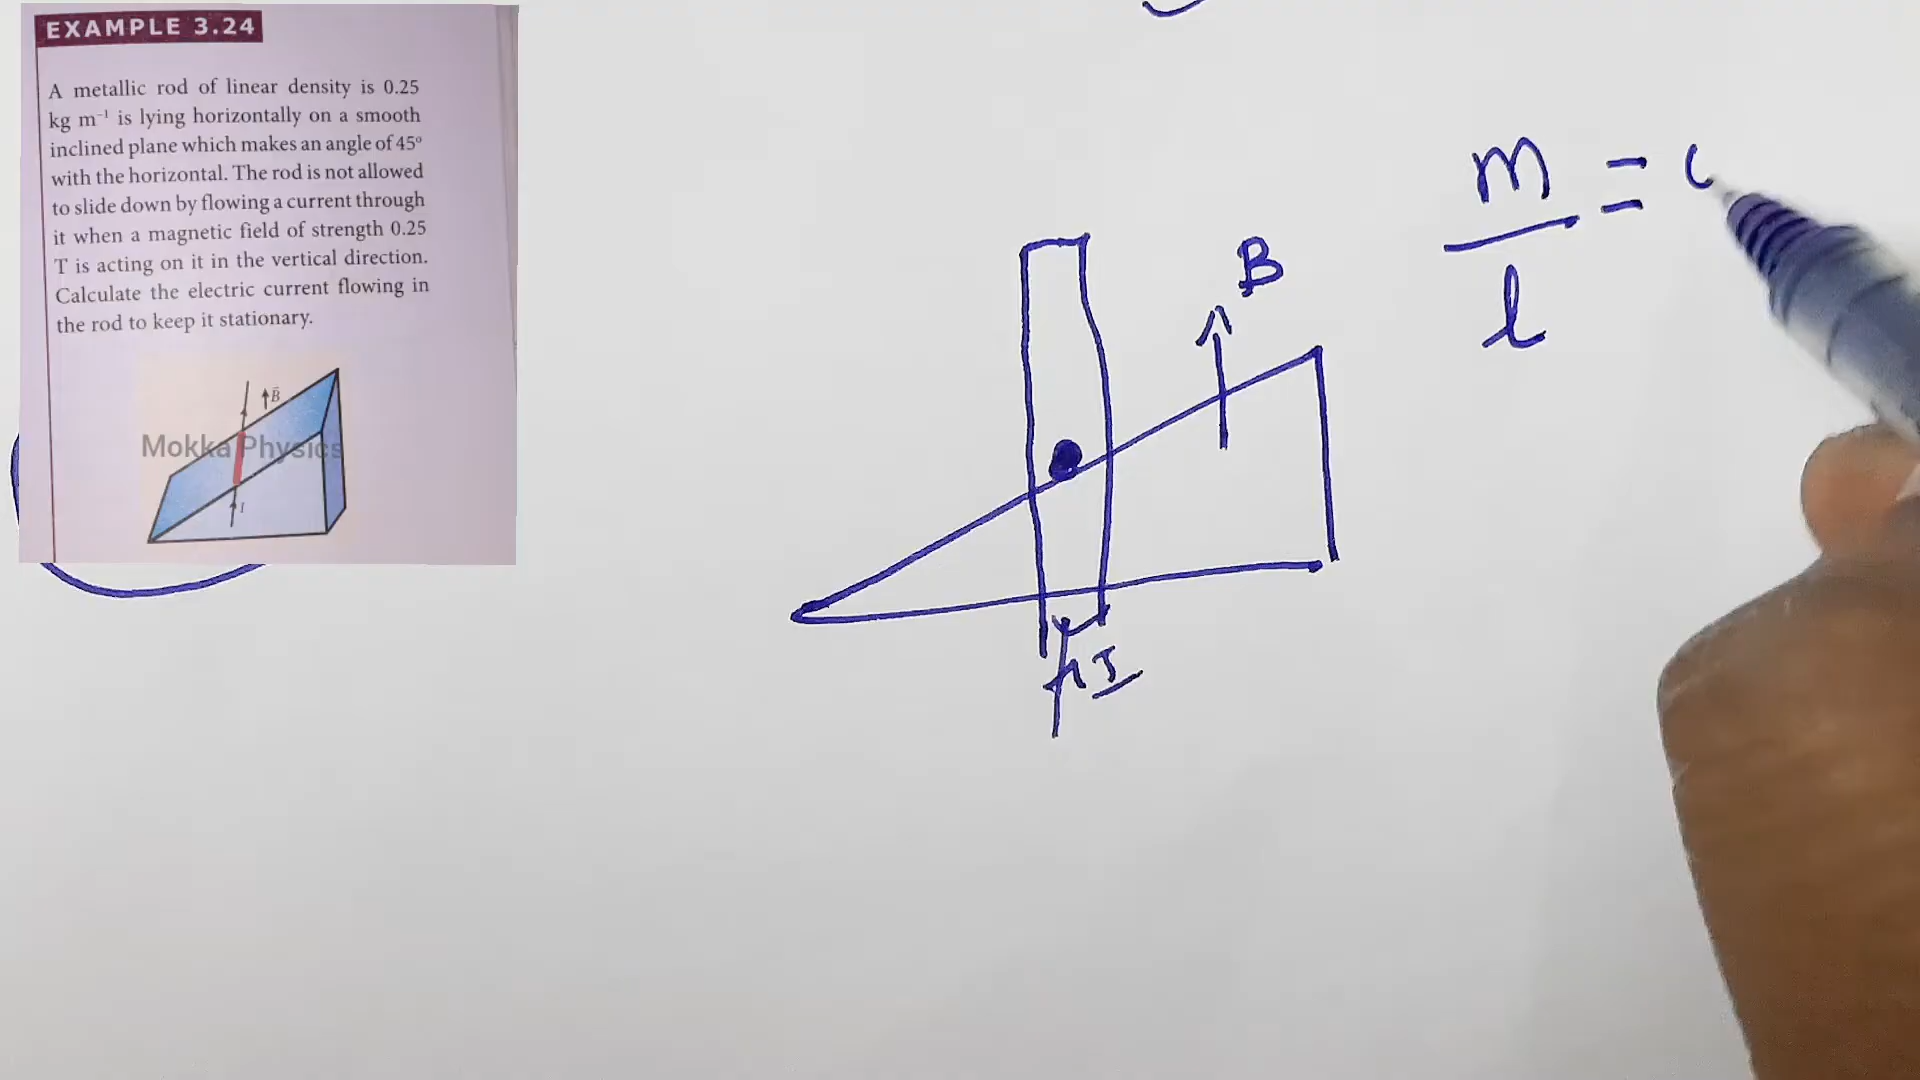 EXAMPLE 3.24
A metallic rod of linear density is 0.25
kg m⁻¹ is lying horizontally on a smooth
inclined plane which makes an angle of 45º
with the horizontal. The rod is not allowed
to slide down by flowing a current through
it when a magnetic field of strength 0.25
T is acting on it in the vertical direction.
Calculate the electric current flowing in
the rod to keep it stationary.
B
Mokka Physics
I
B
I
m
=
l